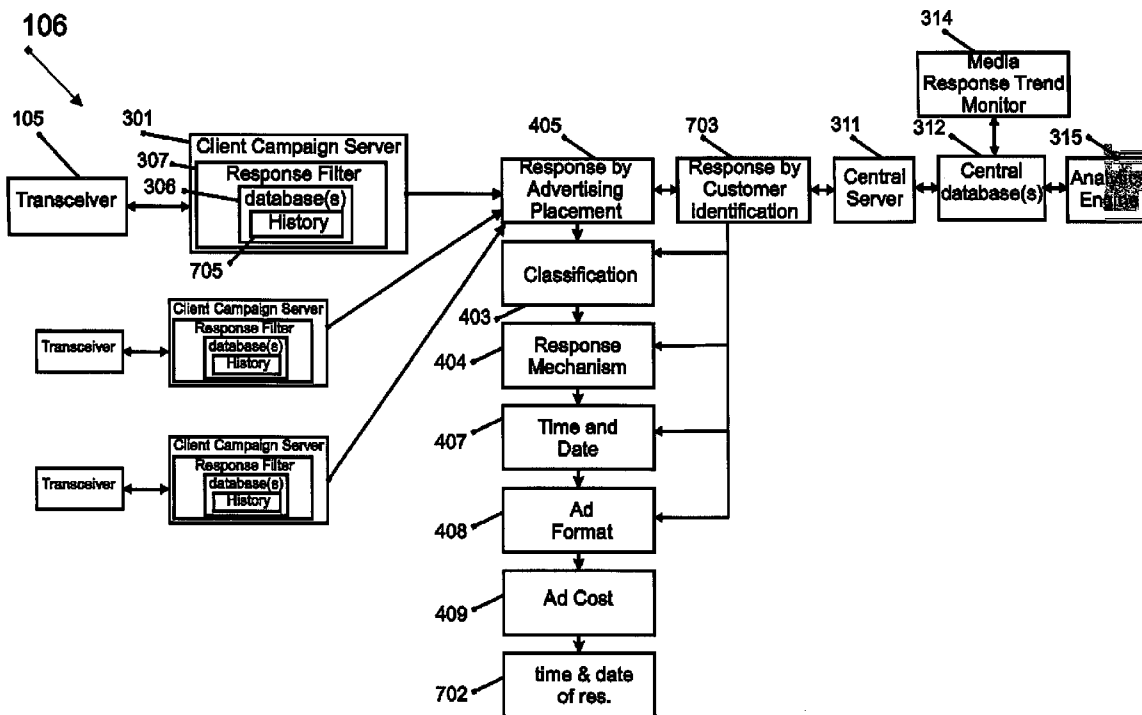 106
314
Media
Response Trend
Monitor
105
301
405
703
311
312
315
Client Campaign Server
307
Response Filter
306
database(s)
History
705
Transceiver
Response by
Advertising
Placement
Response by
Customer
identification
Central
Server
Central
database(s)
Analytics
Engine
Classification
403
Client Campaign Server
Response Filter
database(s)
History
Transceiver
404
Response
Mechanism
407
Time and
Date
Client Campaign Server
Response Filter
database(s)
History
Transceiver
408
Ad
Format
409
Ad Cost
702
time & date
of res.